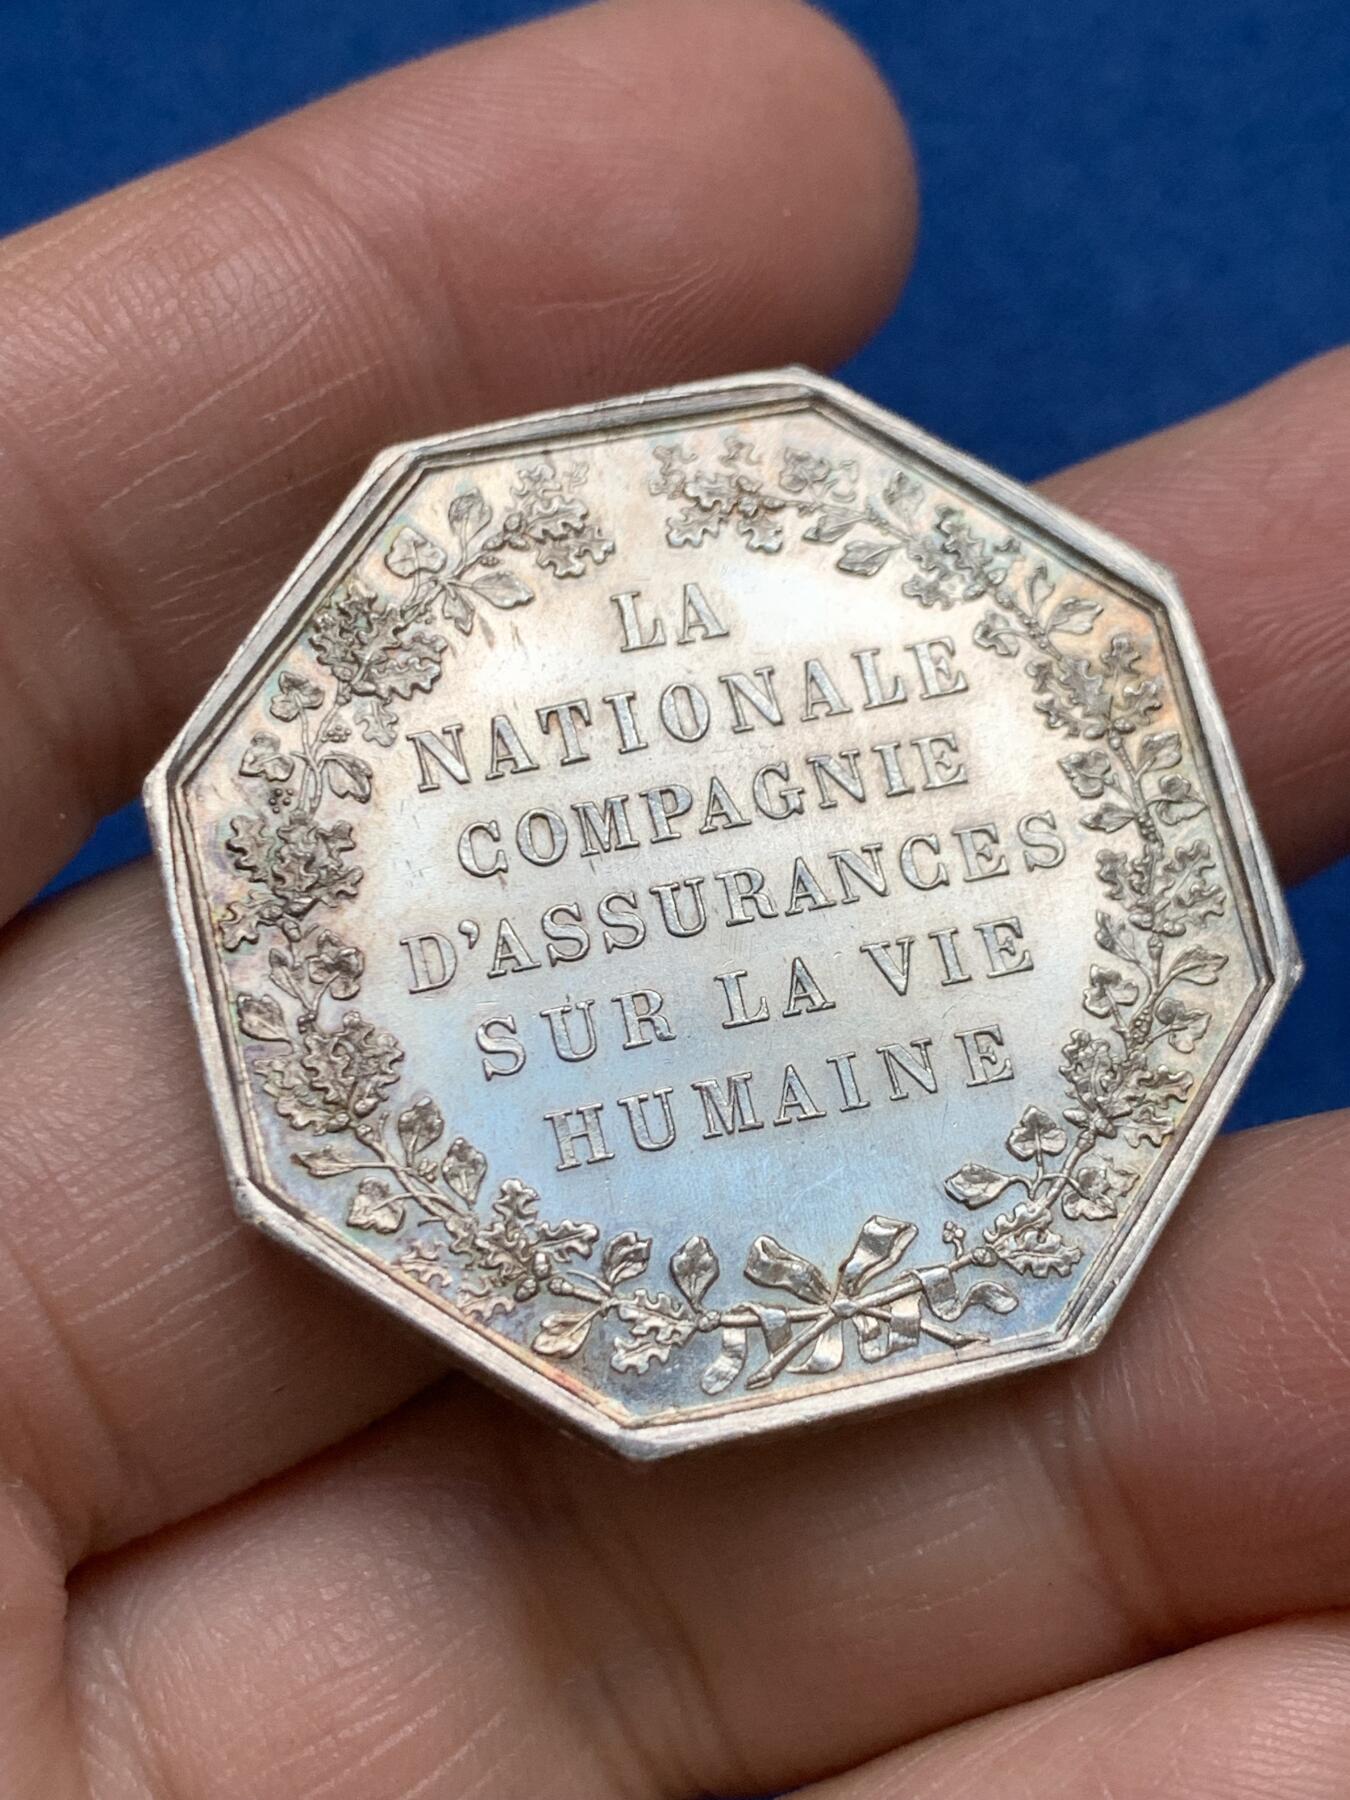 LA
NATIONALE
COMPAGNIE
D'ASSURANCES
SUR LA VIE
HUMAINE